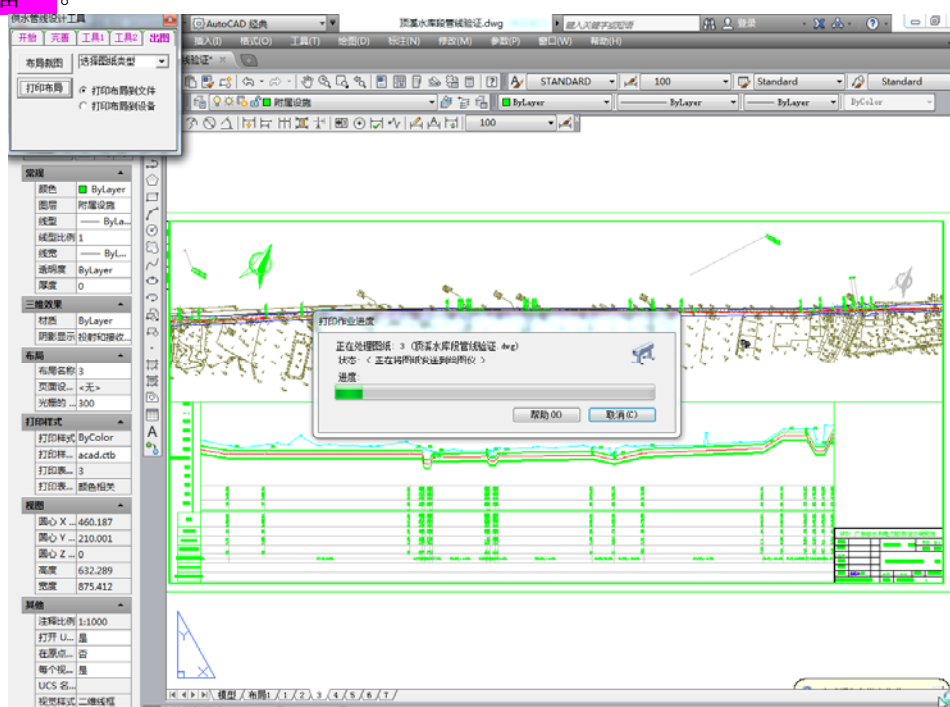 供水管线设计工具
AutoCAD 经典
顶溪水库段管线验证.dwg
键入关键字或短语
登录
开始 完善 工具1 工具2 出图
插入(I) 格式(O) 工具(T) 绘图(D) 标注(N) 修改(M) 参数(P) 窗口(W) 帮助(H)
布局裁图 选择图纸类型
打印布局 打印布局到文件
打印布局到设备
STANDARD 100 Standard Standard
附属设施 ByLayer ByLayer ByLayer ByColor
100
常规
颜色 ByLayer
图层 附属设施
线型 ByLa...
线型比例 1
线宽 ByL...
透明度 ByLayer
厚度 0
三维效果
材质 ByLayer
阴影显示 投射和接收...
布局
布局名称 3
页面设... <无>
光栅的 ... 300
打印样式
打印样式 ByColor
打印样... acad.ctb
打印表... 3
打印表... 颜色相关
视图
圆心 X ... 460.187
圆心 Y ... 210.001
圆心 Z ... 0
高度 632.289
宽度 875.412
其他
注释比例 1:1000
打开 U... 是
在原点... 否
每个视... 是
UCS 名...
视觉样式 二维线框
打印作业进度
正在处理图纸: 3 (顶溪水库段管线验证.dwg)
状态: < 正在将图纸发送到绘图仪 >
进度:
帮助(H) 取消(C)
Y
X
模型 布局1 1 2 3 4 5 6 7